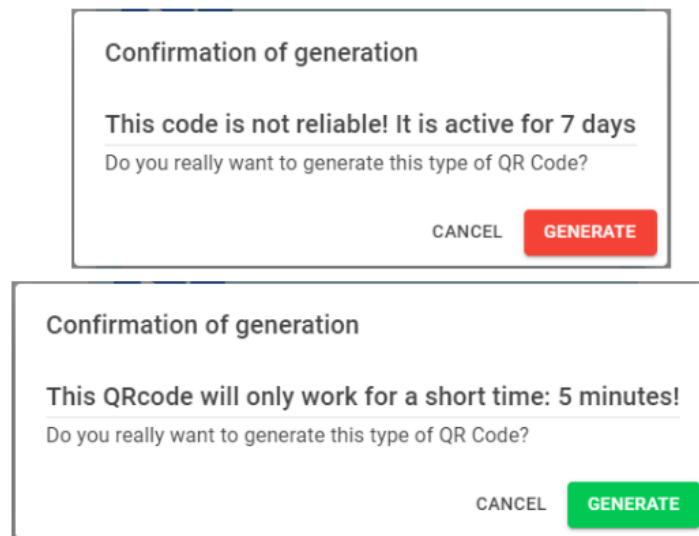 Confirmation of generation
This code is not reliable! It is active for 7 days
Do you really want to generate this type of QR Code?
CANCEL GENERATE
Confirmation of generation
This QRcode will only work for a short time: 5 minutes!
Do you really want to generate this type of QR Code?
CANCEL GENERATE